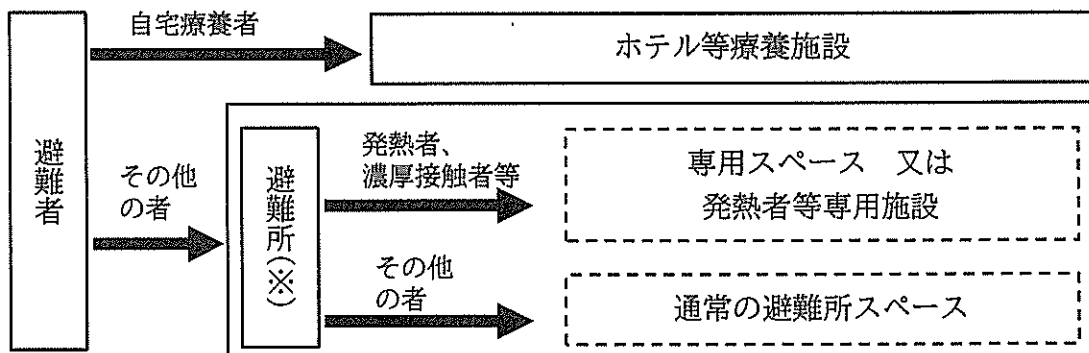 避難者
自宅療養者
ホテル等療養施設
その他
の者
避難所(※)
発熱者、
濃厚接触者等
専用スペース 又は
発熱者等専用施設
その他
の者
通常の避難所スペース